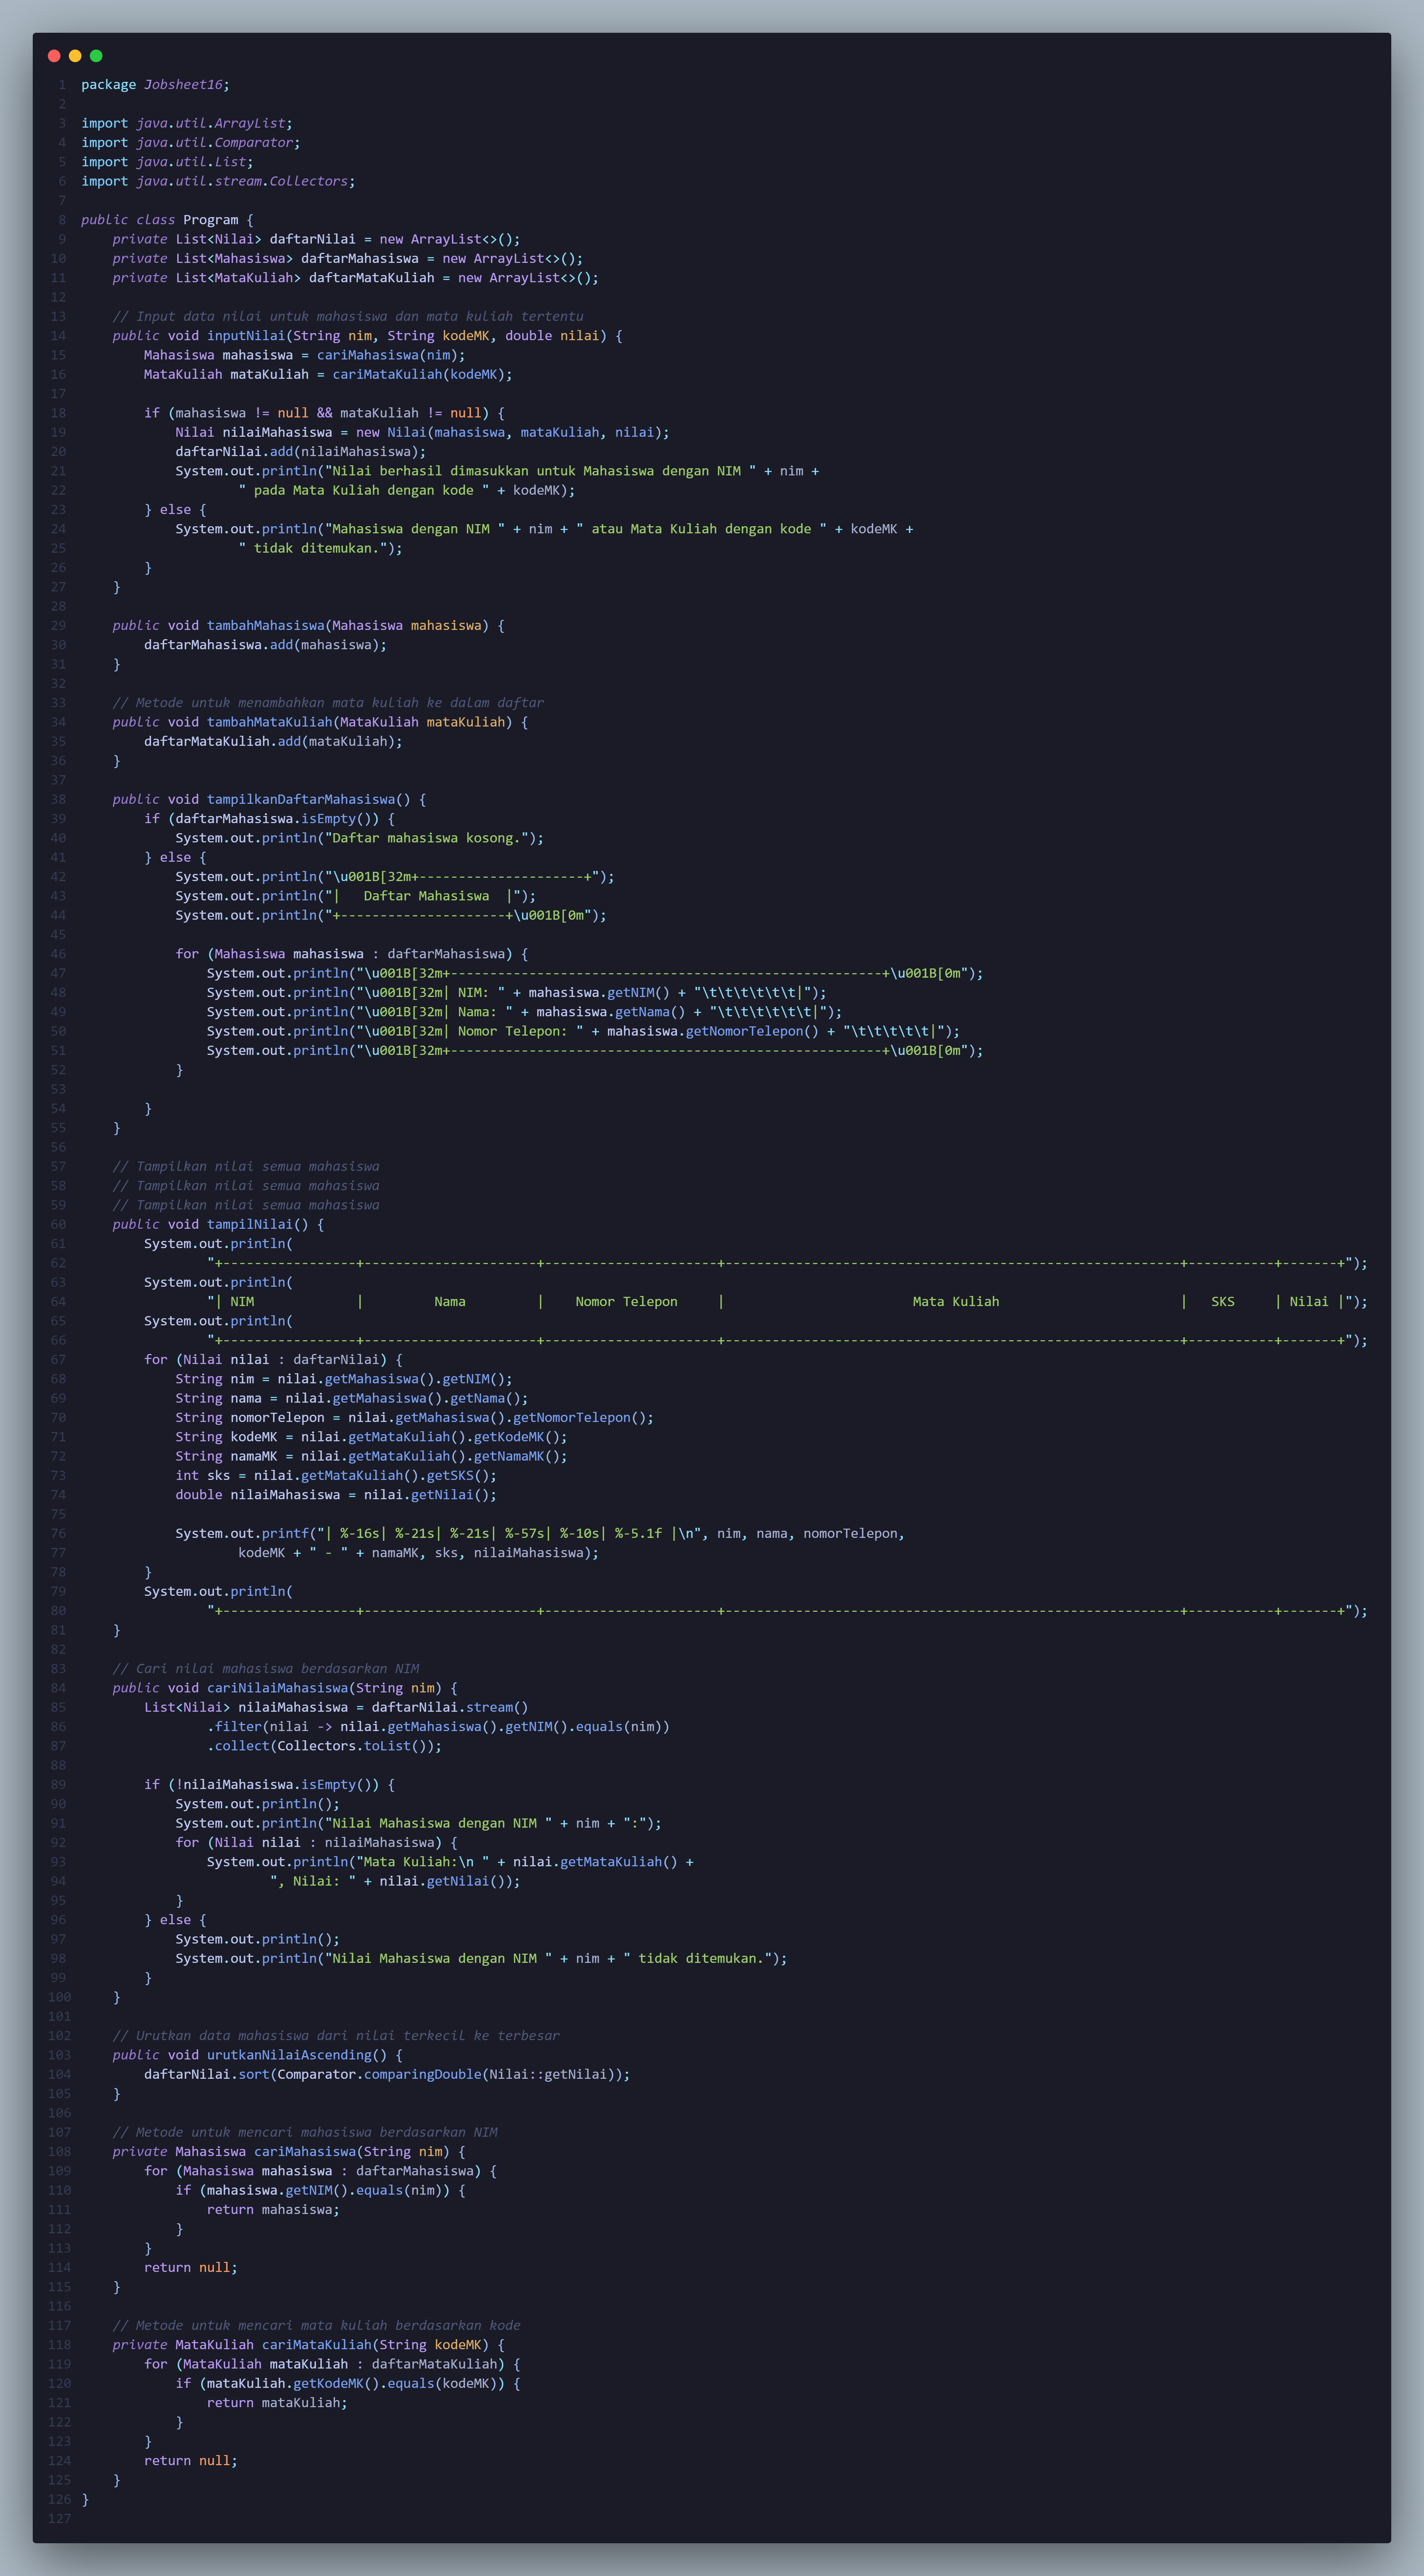 1 package Jobsheet16;
2
3 import java.util.ArrayList;
4 import java.util.Comparator;
5 import java.util.List;
6 import java.util.stream.Collectors;
7
8 public class Program {
9     private List<Nilai> daftarNilai = new ArrayList<>();
10     private List<Mahasiswa> daftarMahasiswa = new ArrayList<>();
11     private List<MataKuliah> daftarMataKuliah = new ArrayList<>();
12
13     // Input data nilai untuk mahasiswa dan mata kuliah tertentu
14     public void inputNilai(String nim, String kodeMK, double nilai) {
15         Mahasiswa mahasiswa = cariMahasiswa(nim);
16         MataKuliah mataKuliah = cariMataKuliah(kodeMK);
17
18         if (mahasiswa != null && mataKuliah != null) {
19             Nilai nilaiMahasiswa = new Nilai(mahasiswa, mataKuliah, nilai);
20             daftarNilai.add(nilaiMahasiswa);
21             System.out.println("Nilai berhasil dimasukkan untuk Mahasiswa dengan NIM " + nim +
22                     " pada Mata Kuliah dengan kode " + kodeMK);
23         } else {
24             System.out.println("Mahasiswa dengan NIM " + nim + " atau Mata Kuliah dengan kode " + kodeMK +
25                     " tidak ditemukan.");
26         }
27     }
28
29     public void tambahMahasiswa(Mahasiswa mahasiswa) {
30         daftarMahasiswa.add(mahasiswa);
31     }
32
33     // Metode untuk menambahkan mata kuliah ke dalam daftar
34     public void tambahMataKuliah(MataKuliah mataKuliah) {
35         daftarMataKuliah.add(mataKuliah);
36     }
37
38     public void tampilkanDaftarMahasiswa() {
39         if (daftarMahasiswa.isEmpty()) {
40             System.out.println("Daftar mahasiswa kosong.");
41         } else {
42             System.out.println("\u001B[32m+---------------------+");
43             System.out.println("|   Daftar Mahasiswa  |");
44             System.out.println("+---------------------+\u001B[0m");
45
46             for (Mahasiswa mahasiswa : daftarMahasiswa) {
47                 System.out.println("\u001B[32m+-------------------------------------------------------+\u001B[0m");
48                 System.out.println("\u001B[32m| NIM: " + mahasiswa.getNIM() + "\t\t\t\t\t\t|");
49                 System.out.println("\u001B[32m| Nama: " + mahasiswa.getNama() + "\t\t\t\t\t\t|");
50                 System.out.println("\u001B[32m| Nomor Telepon: " + mahasiswa.getNomorTelepon() + "\t\t\t\t\t|");
51                 System.out.println("\u001B[32m+-------------------------------------------------------+\u001B[0m");
52             }
53
54         }
55     }
56
57     // Tampilkan nilai semua mahasiswa
58     // Tampilkan nilai semua mahasiswa
59     // Tampilkan nilai semua mahasiswa
60     public void tampilNilai() {
61         System.out.println(
62                 "+-----------------+----------------------+----------------------+----------------------------------------------------------+-----------+-------+");
63         System.out.println(
64                 "| NIM             |         Nama         |    Nomor Telepon     |                        Mata Kuliah                       |   SKS     | Nilai |");
65         System.out.println(
66                 "+-----------------+----------------------+----------------------+----------------------------------------------------------+-----------+-------+");
67         for (Nilai nilai : daftarNilai) {
68             String nim = nilai.getMahasiswa().getNIM();
69             String nama = nilai.getMahasiswa().getNama();
70             String nomorTelepon = nilai.getMahasiswa().getNomorTelepon();
71             String kodeMK = nilai.getMataKuliah().getKodeMK();
72             String namaMK = nilai.getMataKuliah().getNamaMK();
73             int sks = nilai.getMataKuliah().getSKS();
74             double nilaiMahasiswa = nilai.getNilai();
75
76             System.out.printf("| %-16s| %-21s| %-21s| %-57s| %-10s| %-5.1f |\n", nim, nama, nomorTelepon,
77                     kodeMK + " - " + namaMK, sks, nilaiMahasiswa);
78         }
79         System.out.println(
80                 "+-----------------+----------------------+----------------------+----------------------------------------------------------+-----------+-------+");
81     }
82
83     // Cari nilai mahasiswa berdasarkan NIM
84     public void cariNilaiMahasiswa(String nim) {
85         List<Nilai> nilaiMahasiswa = daftarNilai.stream()
86                 .filter(nilai -> nilai.getMahasiswa().getNIM().equals(nim))
87                 .collect(Collectors.toList());
88
89         if (!nilaiMahasiswa.isEmpty()) {
90             System.out.println();
91             System.out.println("Nilai Mahasiswa dengan NIM " + nim + ":");
92             for (Nilai nilai : nilaiMahasiswa) {
93                 System.out.println("Mata Kuliah:\n " + nilai.getMataKuliah() +
94                         ", Nilai: " + nilai.getNilai());
95             }
96         } else {
97             System.out.println();
98             System.out.println("Nilai Mahasiswa dengan NIM " + nim + " tidak ditemukan.");
99         }
100     }
101
102     // Urutkan data mahasiswa dari nilai terkecil ke terbesar
103     public void urutkanNilaiAscending() {
104         daftarNilai.sort(Comparator.comparingDouble(Nilai::getNilai));
105     }
106
107     // Metode untuk mencari mahasiswa berdasarkan NIM
108     private Mahasiswa cariMahasiswa(String nim) {
109         for (Mahasiswa mahasiswa : daftarMahasiswa) {
110             if (mahasiswa.getNIM().equals(nim)) {
111                 return mahasiswa;
112             }
113         }
114         return null;
115     }
116
117     // Metode untuk mencari mata kuliah berdasarkan kode
118     private MataKuliah cariMataKuliah(String kodeMK) {
119         for (MataKuliah mataKuliah : daftarMataKuliah) {
120             if (mataKuliah.getKodeMK().equals(kodeMK)) {
121                 return mataKuliah;
122             }
123         }
124         return null;
125     }
126 }
127